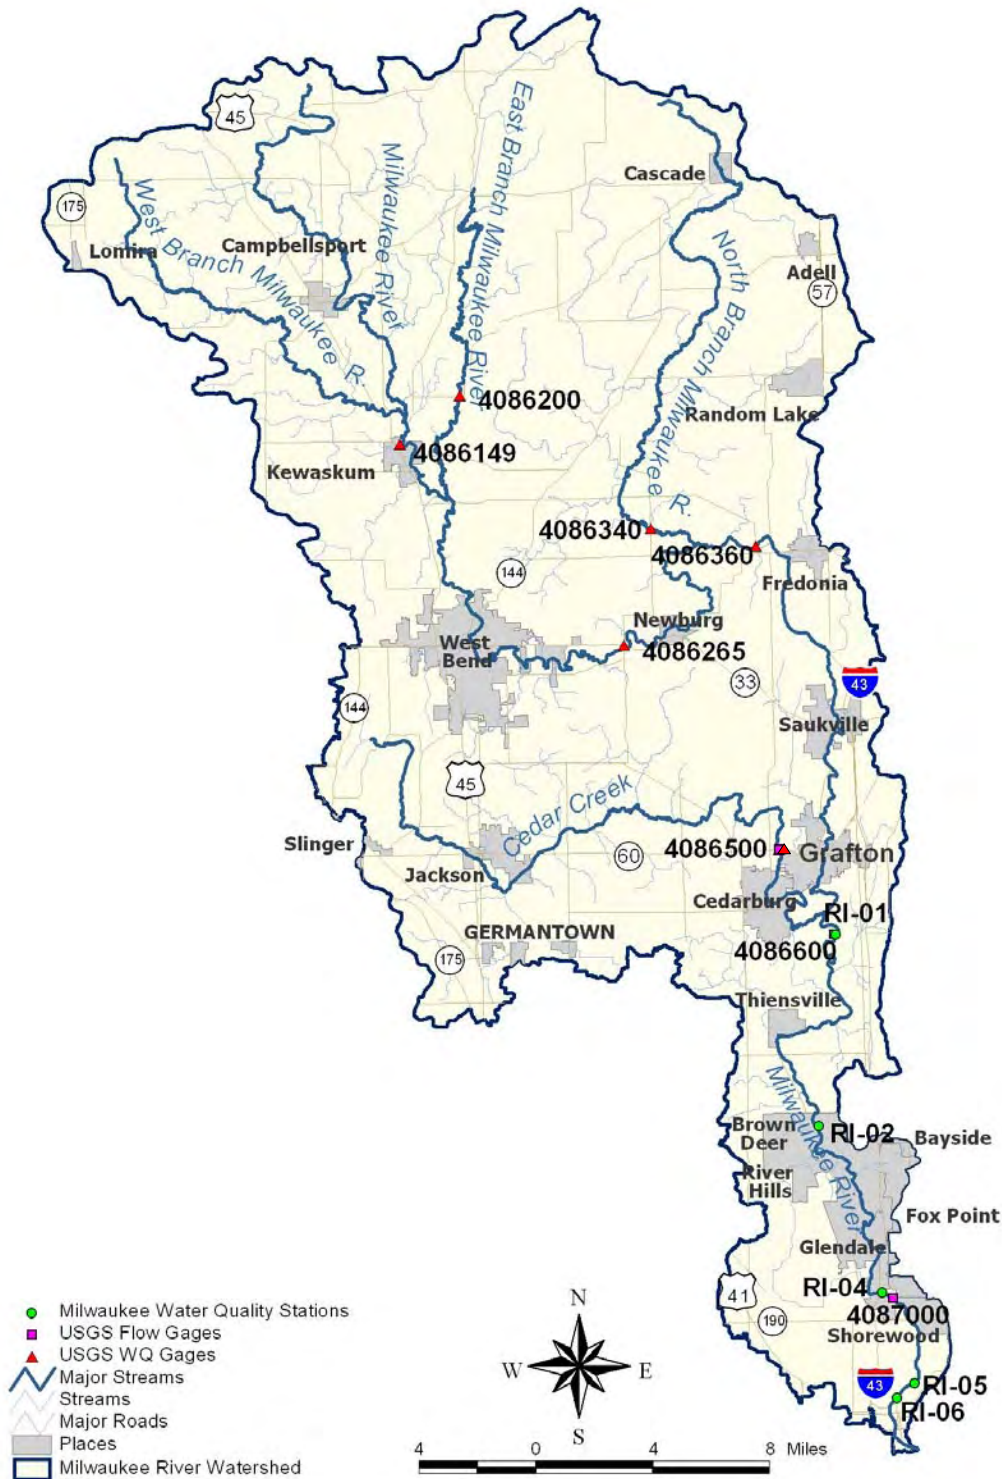 45
East Branch Milwaukee River
Milwaukee River
Cascade
175
West Branch Milwaukee R.
Campbellsport
Lomira
North Branch Milwaukee R.
Adell
57
4086200
Random Lake
4086149
Kewaskum
4086340
4086360
144
Fredonia
Newburg
West
Bend
4086265
33
43
144
Saukville
45
Cedar Creek
Slinger
60
4086500
Grafton
Jackson
Cedarburg
RI-01
GERMANTOWN
4086600
175
Thiensville
Milwaukee River
Brown
Deer
RI-02
Bayside
River
Hills
Fox Point
Glendale
RI-04
41
4087000
190
Shorewood
43
RI-05
RI-06
Milwaukee Water Quality Stations
USGS Flow Gages
USGS WQ Gages
Major Streams
Streams
Major Roads
Places
Milwaukee River Watershed
N
W
E
S
4 0 4 8 Miles